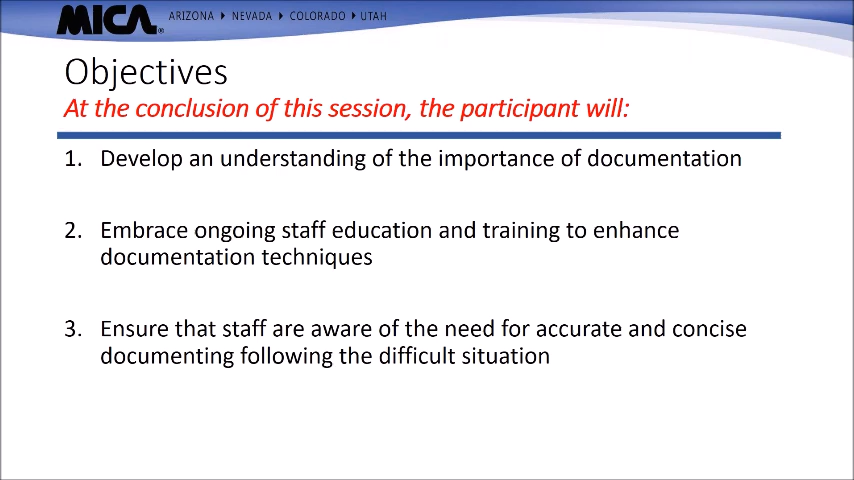 MICA® ARIZONA ▸ NEVADA ▸ COLORADO ▸ UTAH
Objectives
At the conclusion of this session, the participant will:
1. Develop an understanding of the importance of documentation
2. Embrace ongoing staff education and training to enhance
documentation techniques
3. Ensure that staff are aware of the need for accurate and concise
documenting following the difficult situation